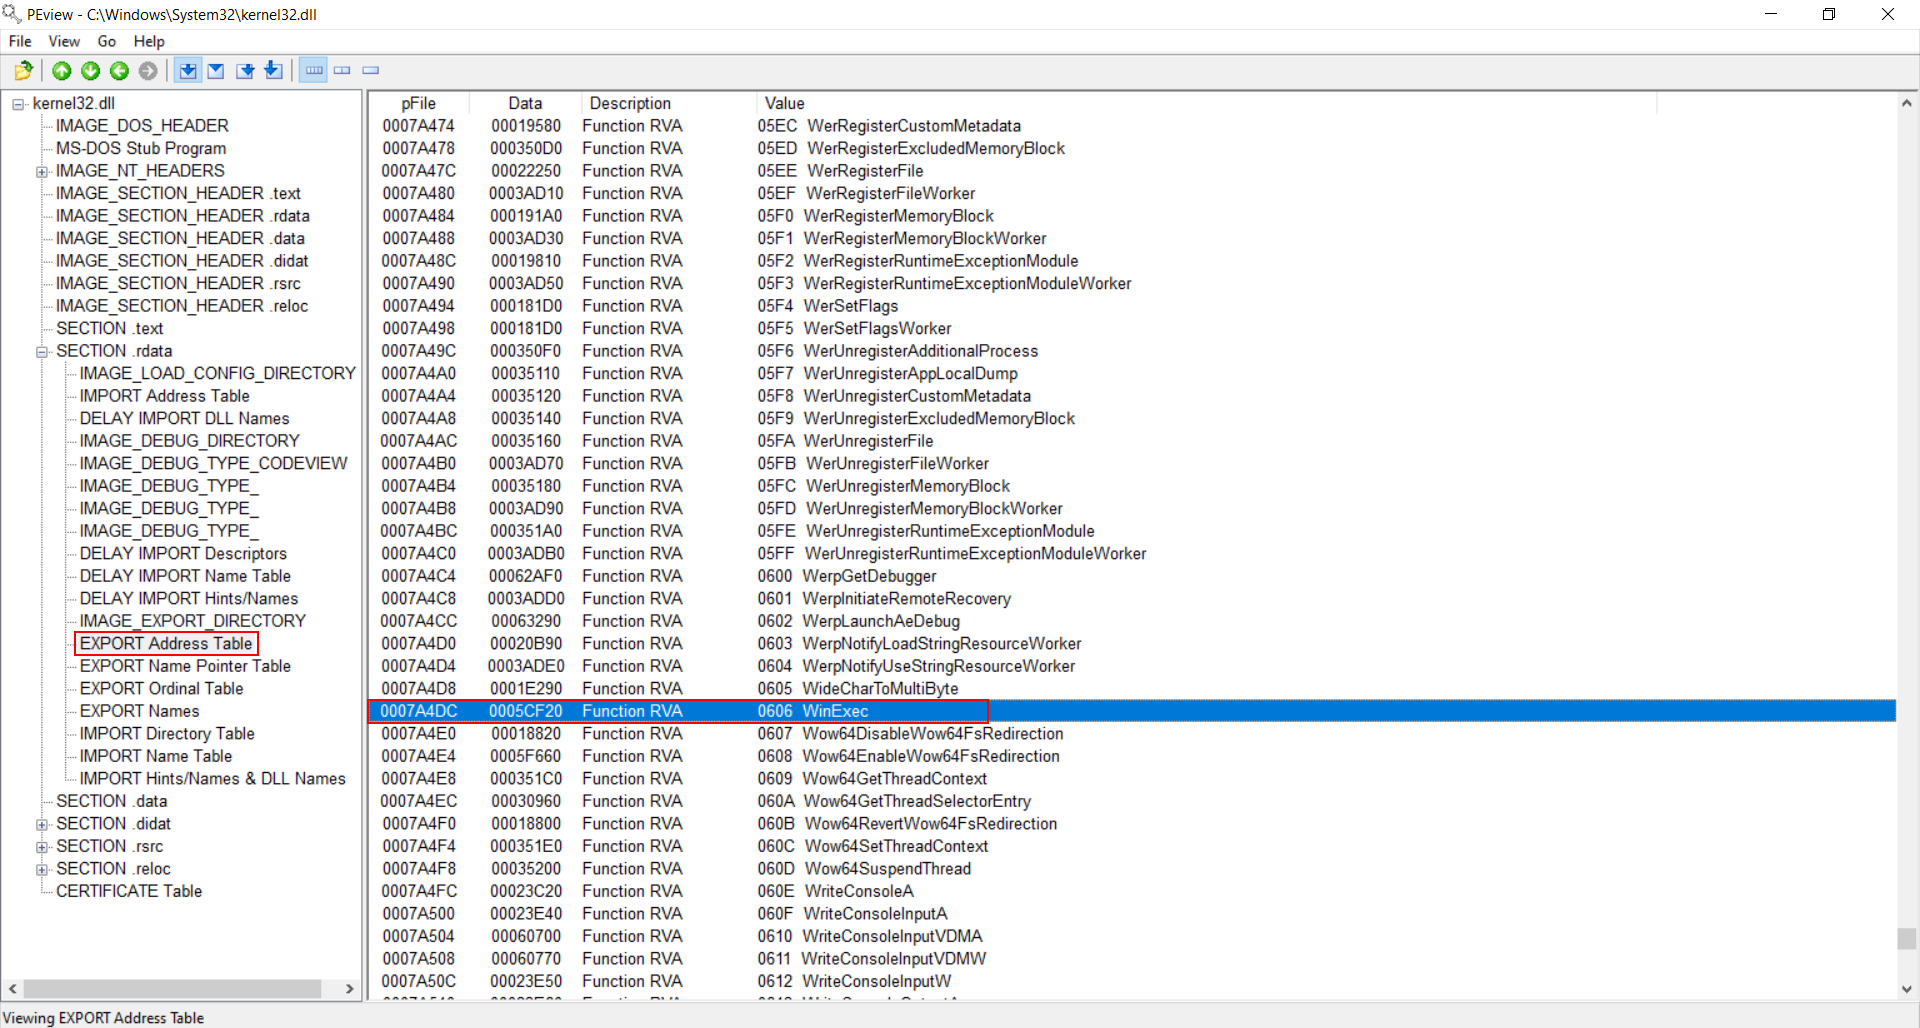 PEview - C:\Windows\System32\kernel32.dll
File View Go Help
kernel32.dll
IMAGE_DOS_HEADER
MS-DOS Stub Program
IMAGE_NT_HEADERS
IMAGE_SECTION_HEADER .text
IMAGE_SECTION_HEADER .rdata
IMAGE_SECTION_HEADER .data
IMAGE_SECTION_HEADER .didat
IMAGE_SECTION_HEADER .rsrc
IMAGE_SECTION_HEADER .reloc
SECTION .text
SECTION .rdata
IMAGE_LOAD_CONFIG_DIRECTORY
IMPORT Address Table
DELAY IMPORT DLL Names
IMAGE_DEBUG_DIRECTORY
IMAGE_DEBUG_TYPE_CODEVIEW
IMAGE_DEBUG_TYPE_
IMAGE_DEBUG_TYPE_
IMAGE_DEBUG_TYPE_
DELAY IMPORT Descriptors
DELAY IMPORT Name Table
DELAY IMPORT Hints/Names
IMAGE_EXPORT_DIRECTORY
EXPORT Address Table
EXPORT Name Pointer Table
EXPORT Ordinal Table
EXPORT Names
IMPORT Directory Table
IMPORT Name Table
IMPORT Hints/Names & DLL Names
SECTION .data
SECTION .didat
SECTION .rsrc
SECTION .reloc
CERTIFICATE Table
pFile Data Description Value
0007A474 00019580 Function RVA 05EC WerRegisterCustomMetadata
0007A478 000350D0 Function RVA 05ED WerRegisterExcludedMemoryBlock
0007A47C 00022250 Function RVA 05EE WerRegisterFile
0007A480 0003AD10 Function RVA 05EF WerRegisterFileWorker
0007A484 000191A0 Function RVA 05F0 WerRegisterMemoryBlock
0007A488 0003AD30 Function RVA 05F1 WerRegisterMemoryBlockWorker
0007A48C 00019810 Function RVA 05F2 WerRegisterRuntimeExceptionModule
0007A490 0003AD50 Function RVA 05F3 WerRegisterRuntimeExceptionModuleWorker
0007A494 000181D0 Function RVA 05F4 WerSetFlags
0007A498 000181D0 Function RVA 05F5 WerSetFlagsWorker
0007A49C 000350F0 Function RVA 05F6 WerUnregisterAdditionalProcess
0007A4A0 00035110 Function RVA 05F7 WerUnregisterAppLocalDump
0007A4A4 00035120 Function RVA 05F8 WerUnregisterCustomMetadata
0007A4A8 00035140 Function RVA 05F9 WerUnregisterExcludedMemoryBlock
0007A4AC 00035160 Function RVA 05FA WerUnregisterFile
0007A4B0 0003AD70 Function RVA 05FB WerUnregisterFileWorker
0007A4B4 00035180 Function RVA 05FC WerUnregisterMemoryBlock
0007A4B8 0003AD90 Function RVA 05FD WerUnregisterMemoryBlockWorker
0007A4BC 000351A0 Function RVA 05FE WerUnregisterRuntimeExceptionModule
0007A4C0 0003ADB0 Function RVA 05FF WerUnregisterRuntimeExceptionModuleWorker
0007A4C4 00062AF0 Function RVA 0600 WerpGetDebugger
0007A4C8 0003ADD0 Function RVA 0601 WerpInitiateRemoteRecovery
0007A4CC 00063290 Function RVA 0602 WerpLaunchAeDebug
0007A4D0 00020B90 Function RVA 0603 WerpNotifyLoadStringResourceWorker
0007A4D4 0003ADE0 Function RVA 0604 WerpNotifyUseStringResourceWorker
0007A4D8 0001E290 Function RVA 0605 WideCharToMultiByte
0007A4DC 0005CF20 Function RVA 0606 WinExec
0007A4E0 00018820 Function RVA 0607 Wow64DisableWow64FsRedirection
0007A4E4 0005F660 Function RVA 0608 Wow64EnableWow64FsRedirection
0007A4E8 000351C0 Function RVA 0609 Wow64GetThreadContext
0007A4EC 00030960 Function RVA 060A Wow64GetThreadSelectorEntry
0007A4F0 00018800 Function RVA 060B Wow64RevertWow64FsRedirection
0007A4F4 000351E0 Function RVA 060C Wow64SetThreadContext
0007A4F8 00035200 Function RVA 060D Wow64SuspendThread
0007A4FC 00023C20 Function RVA 060E WriteConsoleA
0007A500 00023E40 Function RVA 060F WriteConsoleInputA
0007A504 00060700 Function RVA 0610 WriteConsoleInputVDMA
0007A508 00060770 Function RVA 0611 WriteConsoleInputVDMW
0007A50C 00023E50 Function RVA 0612 WriteConsoleInputW
Viewing EXPORT Address Table